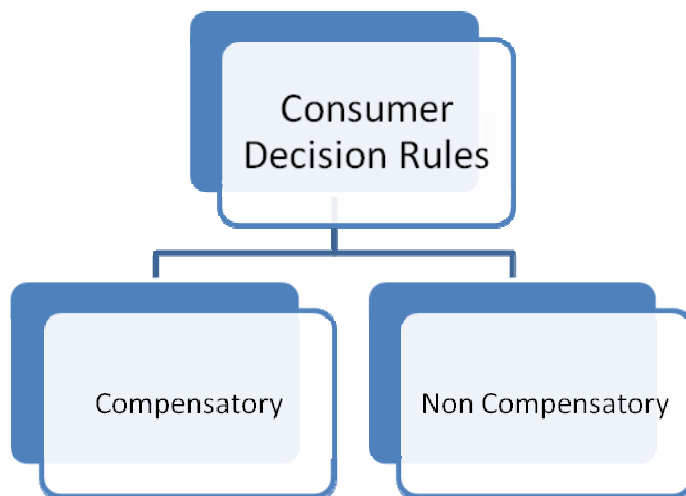 Consumer
Decision Rules
Compensatory
Non Compensatory